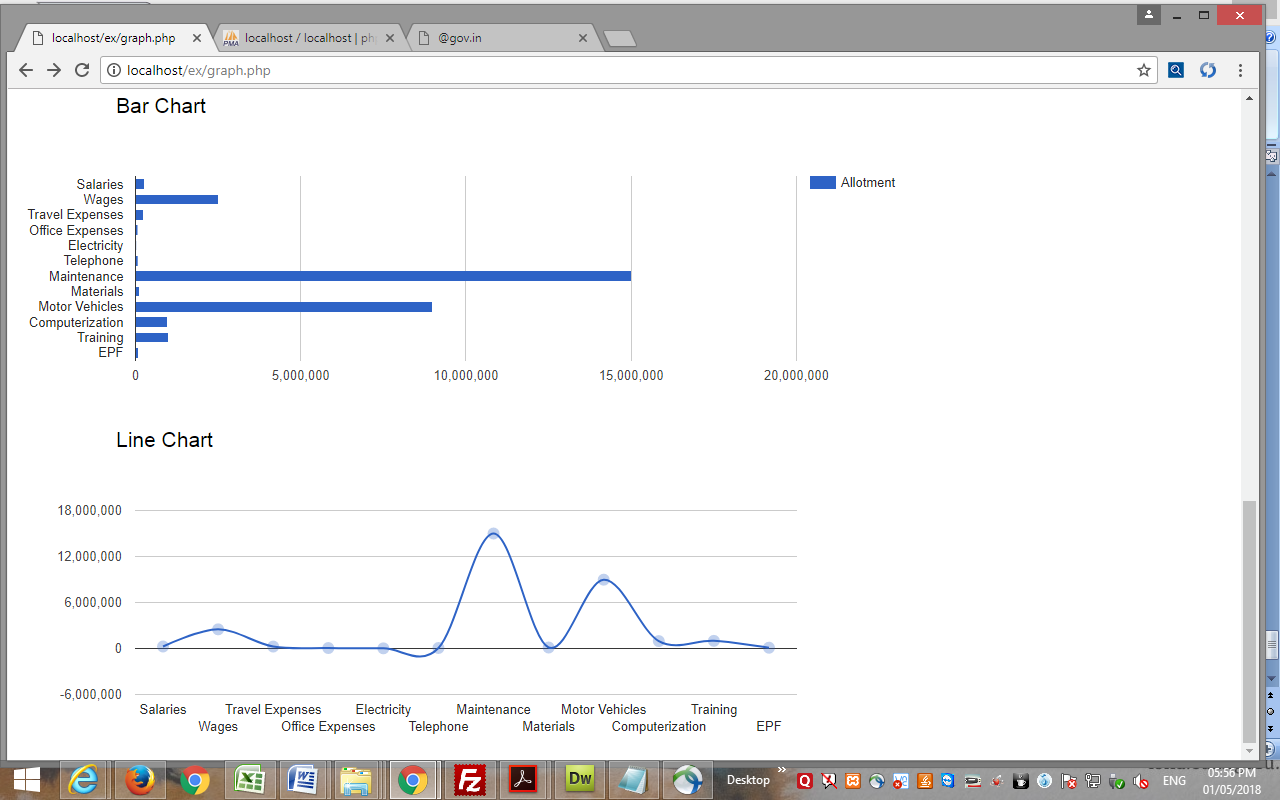 localhost/ex/graph.php
localhost / localhost | ph
@gov.in
localhost/ex/graph.php
Bar Chart
Salaries
Wages
Travel Expenses
Office Expenses
Electricity
Telephone
Maintenance
Materials
Motor Vehicles
Computerization
Training
EPF
0 5,000,000 10,000,000 15,000,000 20,000,000
Allotment
Line Chart
18,000,000
12,000,000
6,000,000
0
-6,000,000
Salaries Travel Expenses Electricity Maintenance Motor Vehicles Training
Wages Office Expenses Telephone Materials Computerization EPF
Desktop
ENG
05:56 PM
01/05/2018